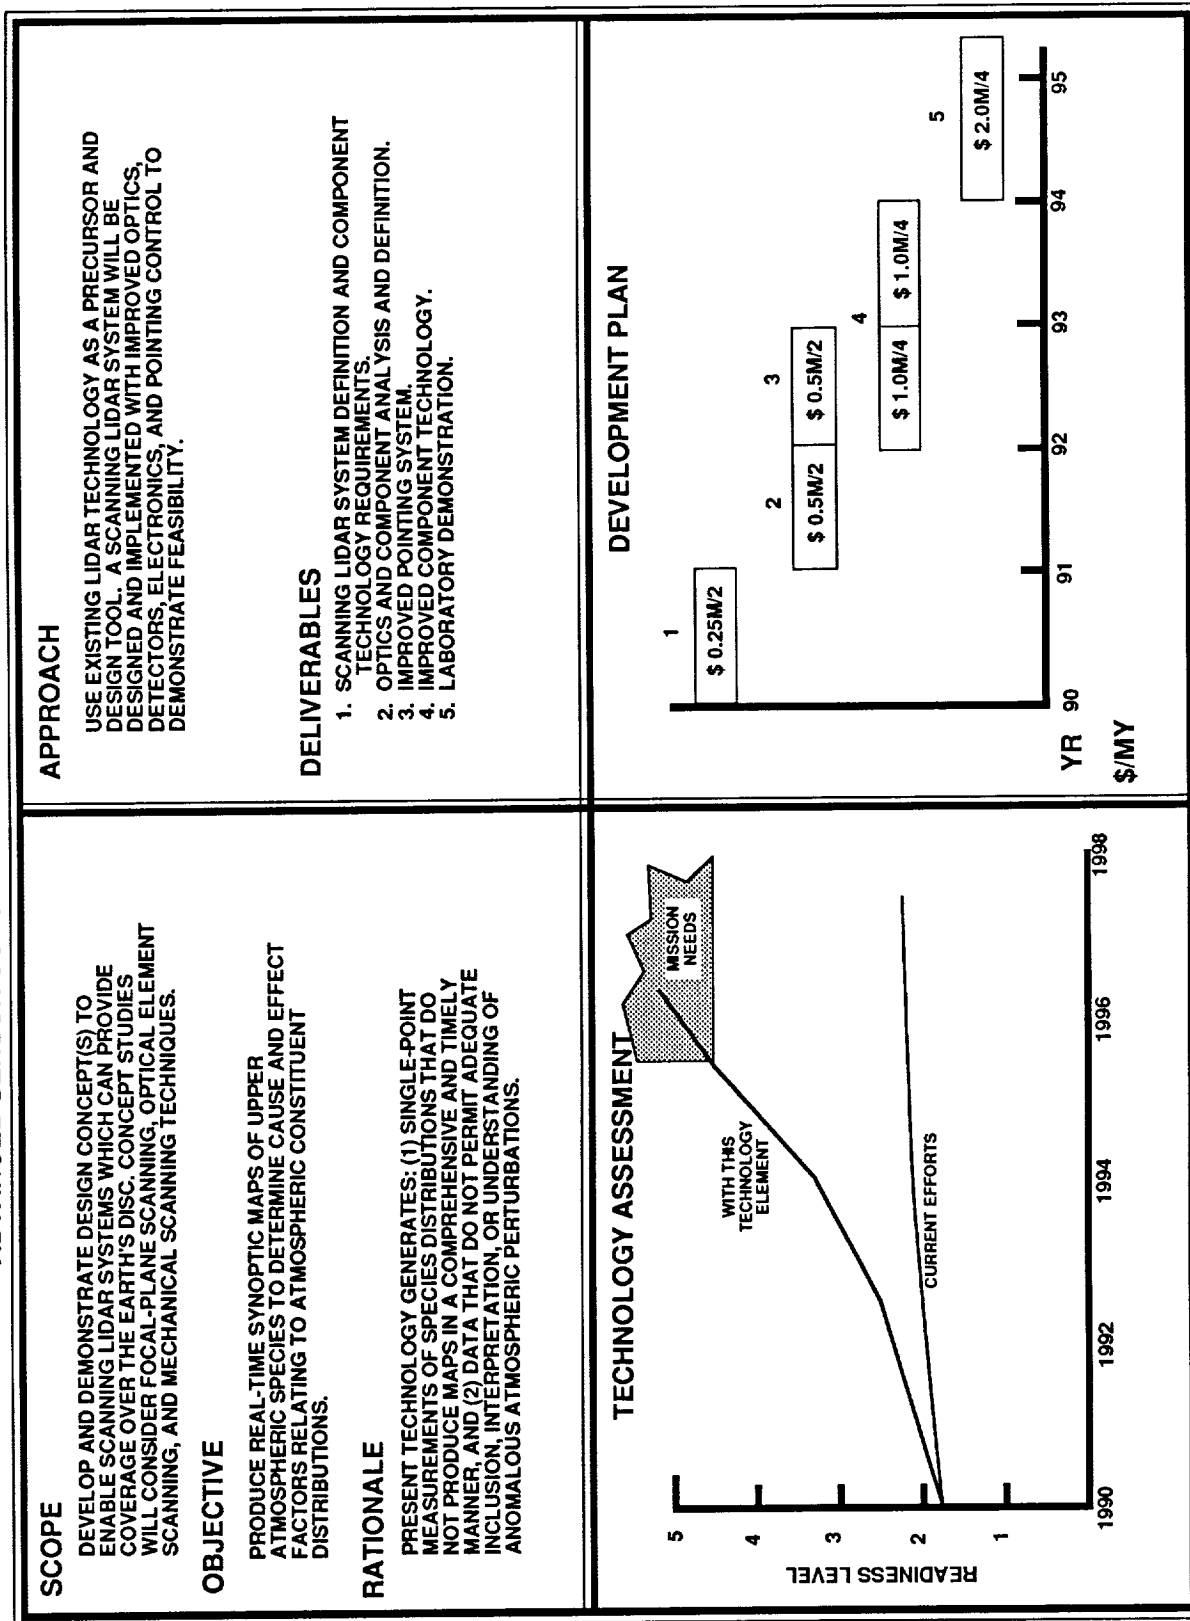 SCOPE
DEVELOP AND DEMONSTRATE DESIGN CONCEPT(S) TO
ENABLE SCANNING LIDAR SYSTEMS WHICH CAN PROVIDE
COVERAGE OVER THE EARTH'S DISC. CONCEPT STUDIES
WILL CONSIDER FOCAL-PLANE SCANNING, OPTICAL ELEMENT
SCANNING, AND MECHANICAL SCANNING TECHNIQUES.
OBJECTIVE
PRODUCE REAL-TIME SYNOPTIC MAPS OF UPPER
ATMOSPHERIC SPECIES TO DETERMINE CAUSE AND EFFECT
FACTORS RELATING TO ATMOSPHERIC CONSTITUENT
DISTRIBUTIONS.
RATIONALE
PRESENT TECHNOLOGY GENERATES: (1) SINGLE-POINT
MEASUREMENTS OF SPECIES DISTRIBUTIONS THAT DO
NOT PRODUCE MAPS IN A COMPREHENSIVE AND TIMELY
MANNER, AND (2) DATA THAT DO NOT PERMIT ADEQUATE
INCLUSION, INTERPRETATION, OR UNDERSTANDING OF
ANOMALOUS ATMOSPHERIC PERTURBATIONS.
APPROACH
USE EXISTING LIDAR TECHNOLOGY AS A PRECURSOR AND
DESIGN TOOL. A SCANNING LIDAR SYSTEM WILL BE
DESIGNED AND IMPLEMENTED WITH IMPROVED OPTICS,
DETECTORS, ELECTRONICS, AND POINTING CONTROL TO
DEMONSTRATE FEASIBILITY.
DELIVERABLES
1. SCANNING LIDAR SYSTEM DEFINITION AND COMPONENT
TECHNOLOGY REQUIREMENTS.
2. OPTICS AND COMPONENT ANALYSIS AND DEFINITION.
3. IMPROVED POINTING SYSTEM.
4. IMPROVED COMPONENT TECHNOLOGY.
5. LABORATORY DEMONSTRATION.
TECHNOLOGY ASSESSMENT
READINESS LEVEL
5
4
3
2
1
WITH THIS
TECHNOLOGY
ELEMENT
CURRENT EFFORTS
MISSION
NEEDS
1990
1992
1994
1996
1998
DEVELOPMENT PLAN
1
$ 0.25M/2
2
3
$ 0.5M/2
$ 0.5M/2
4
$ 1.0M/4
$ 1.0M/4
5
$ 2.0M/4
YR
90
91
92
93
94
95
$/MY